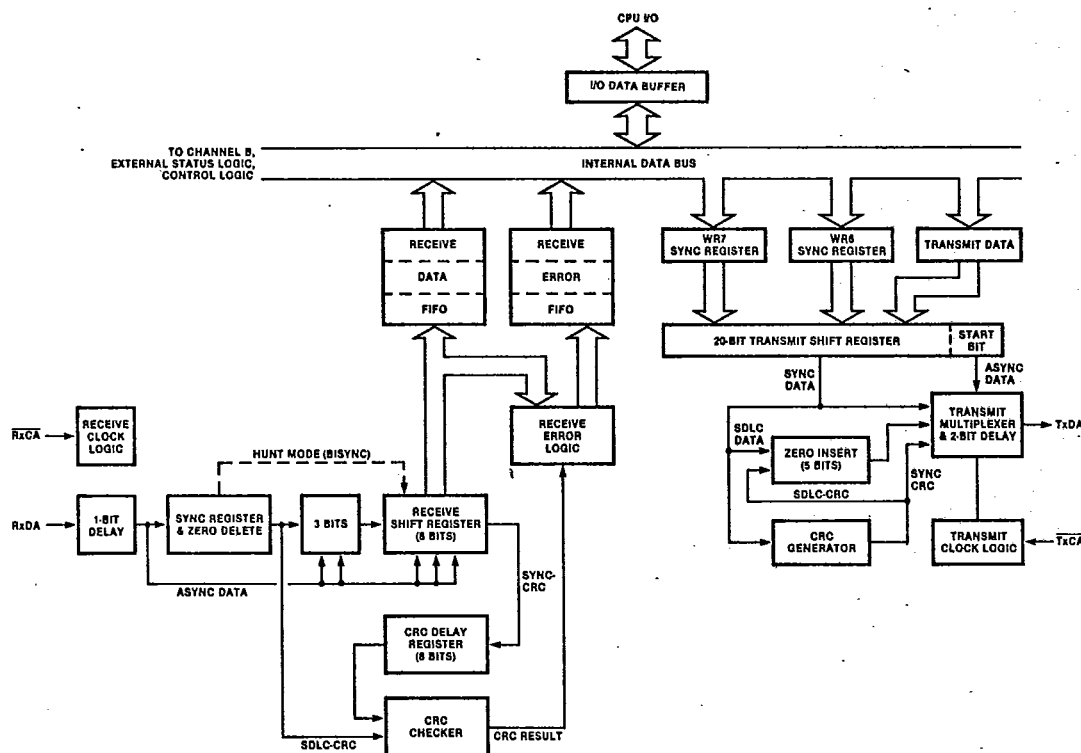 CPU I/O
I/O DATA BUFFER
TO CHANNEL B,
EXTERNAL STATUS LOGIC,
CONTROL LOGIC
INTERNAL DATA BUS
RECEIVE
DATA
FIFO
RECEIVE
ERROR
FIFO
WR7
SYNC REGISTER
WR6
SYNC REGISTER
TRANSMIT DATA
20-BIT TRANSMIT SHIFT REGISTER
START
BIT
SYNC
DATA
ASYNC
DATA
RxCA
RECEIVE
CLOCK
LOGIC
RECEIVE
ERROR
LOGIC
TRANSMIT
MULTIPLEXER
& 2-BIT DELAY
TxDA
SDLC
DATA
ZERO INSERT
(5 BITS)
SYNC
CRC
SDLC-CRC
HUNT MODE (BISYNC)
RxDA
1-BIT
DELAY
SYNC REGISTER
& ZERO DELETE
3 BITS
RECEIVE
SHIFT REGISTER
(8 BITS)
CRC
GENERATOR
TRANSMIT
CLOCK LOGIC
TxCA
ASYNC DATA
SYNC-
CRC
CRC DELAY
REGISTER
(8 BITS)
CRC
CHECKER
SDLC-CRC
CRC RESULT